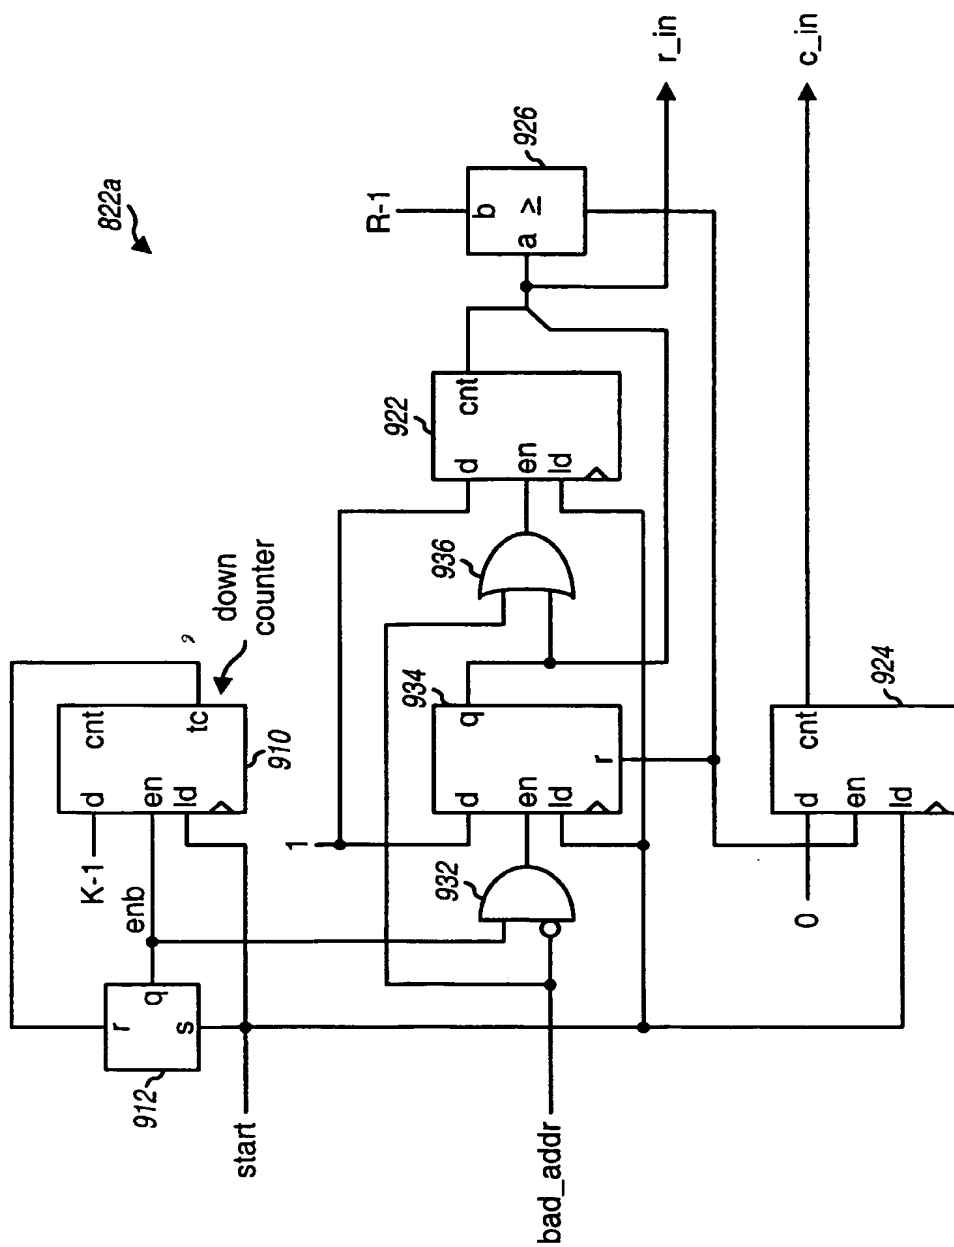 822a
r
q
s
912
K-1
enb
d
cnt
en
ld
tc
910
down
counter
start
1
R-1
b
a ≥
926
r_in
932
d
q
en
ld
r
934
936
d
cnt
en
ld
922
bad_addr
0
d
cnt
en
ld
924
c_in